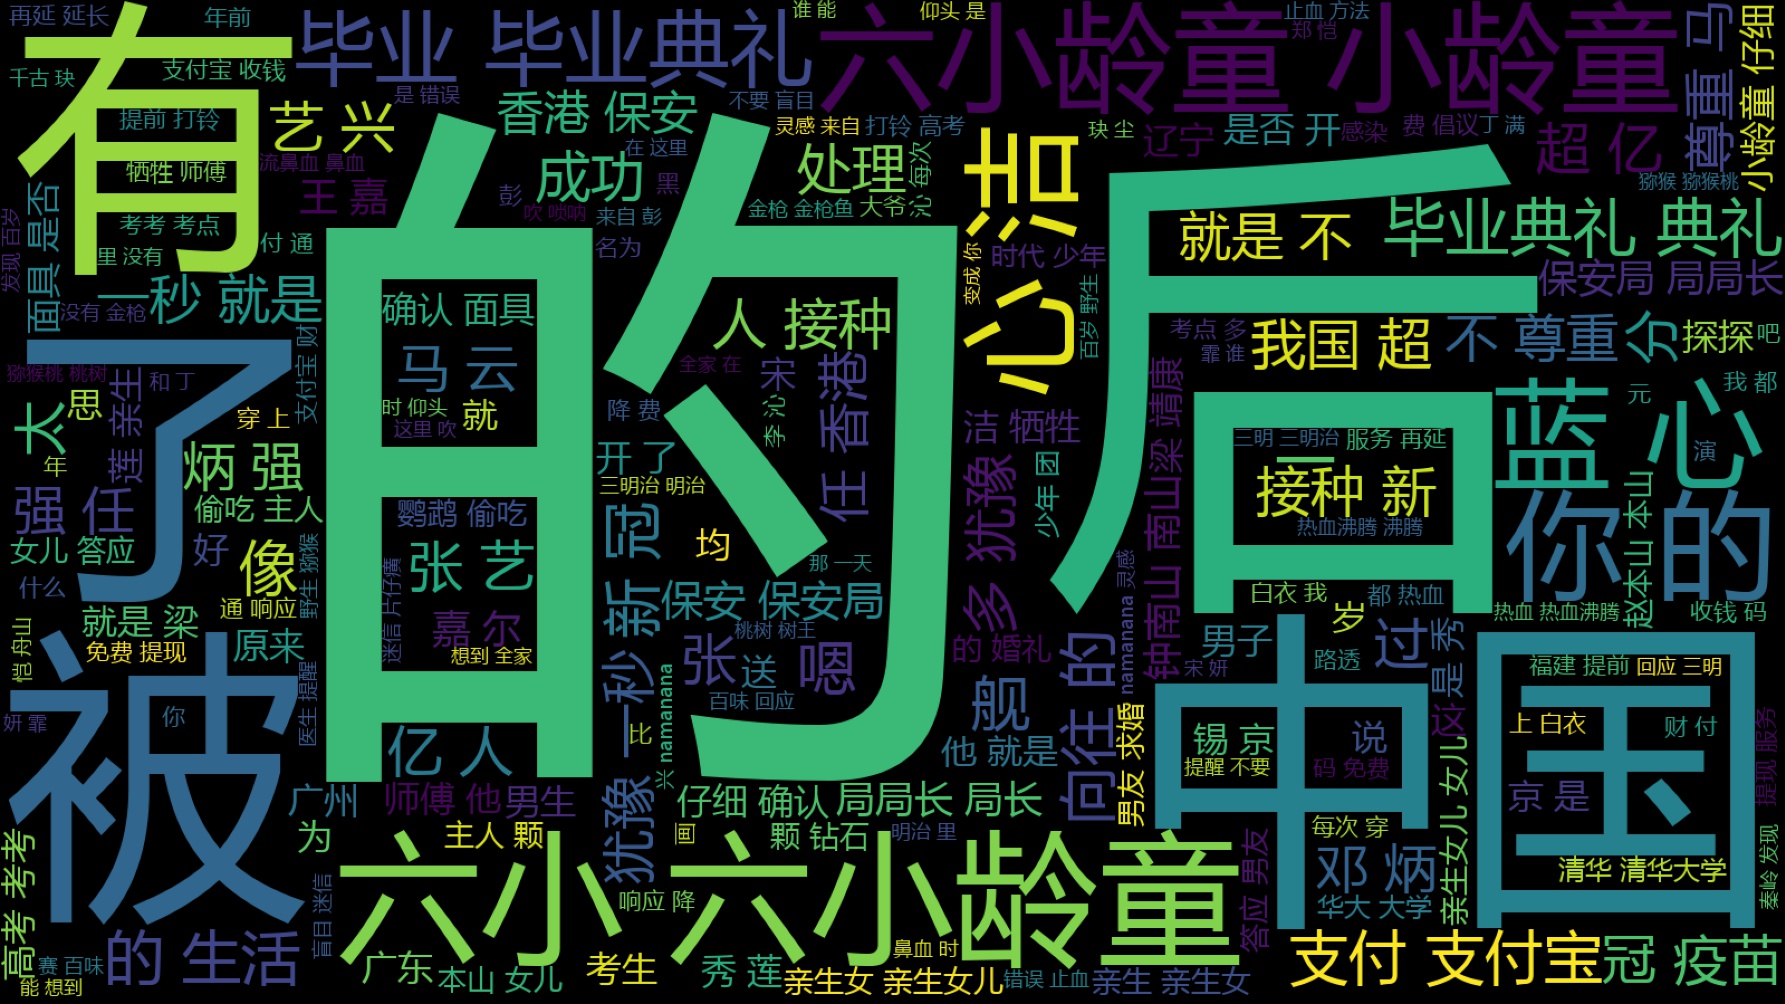 再延 延长
年前
有
毕业 毕业典礼
谁 能
仰头 是
止血 方法
郑 恺
六小龄童 小龄童
尊重 马
小龄童 仔细
千古 玦
支付宝 收钱
是 错误
提前 打铃
艺 兴
香港 保安
不要 盲目
灵感 来自
打铃 高考
玦 尘
辽宁
是否 开
感染
费 倡议
丁 满
超 亿
流鼻血 鼻血
在 这里
成功
处理
沁 每次
洁
心
牺牲 师傅
王 嘉
彭
黑
猕猴 猕猴桃
面具 是否
考考 考点
吹 唢呐
来自 彭
金枪 金枪鱼
大爷
就是 不
毕业典礼 典礼
发现 百岁
里 没有
付 通
的
名为
变成 你
时代 少年
后
保安局 局局长
一秒 就是
没有 金枪
确认 面具
人 接种
百岁 野生
考点 多
霏 谁
我国 超
不 尊重
分
探探
吧
支付宝 财
马 云
全家 在
宋
任 香港
猕猴桃 桃树
和 丁
了
太
思
莲 亲生
穿 上
时 仰头
这里 吹
就
降 费
李 沁
洁 牺牲
南山梁 靖康
蓝 心
元
我 都
三明 三明治
服务 再延
演
年
炳 强
开 了
三明治 明治
多 犹豫
少年 团
接种 新
一
强 任
偷吃 主人
鹦鹉 偷吃
新 冠
均
热血沸腾 沸腾
你 的
赵本山 本山
女儿 答应
好
像
野生 猕猴
迷信 片仔癀
张 艺
那 一天
namanana 灵感
钟南山
什么
通 响应
白衣 我
都 热血
热血 热血沸腾
收钱 码
就是 梁
原来
嘉 尔
保安 保安局
桃树 树王
岁
恺 舟山
免费 提现
想到 全家
张
送
嗯
的 婚礼
向往 的
男子
过
是 秀
被
医生 提醒
犹豫 一秒
兴 namanana
宋 妍
路透
中国
福建 提前
回应 三明
妍 霏
你
百味 回应
舰
男友 求婚
锡 京
说
这
上 白衣
财 付
亿 人
比
他 就是
提醒 不要
码 免费
亲生女儿 女儿
京 是
提现 服务
广州
师傅 他
男生
仔细 确认
局局长 局长
为
主人 颗
画
颗 钻石
明治 里
每次 穿
高考 考考
六小 六小龄童
答应 男友
邓 炳
清华 清华大学
秦岭 发现
盲目 迷信
响应 降
华大 大学
赛 百味
的 生活
广东
考生
鼻血 时
支付 支付宝
冠 疫苗
能 想到
本山 女儿
秀 莲
亲生女 亲生女儿
错误 止血
亲生 亲生女